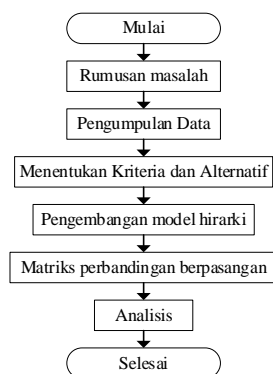 Mulai
Rumusan masalah
Pengumpulan Data
Menentukan Kriteria dan Alternatif
Pengembangan model hirarki
Matriks perbandingan berpasangan
Analisis
Selesai